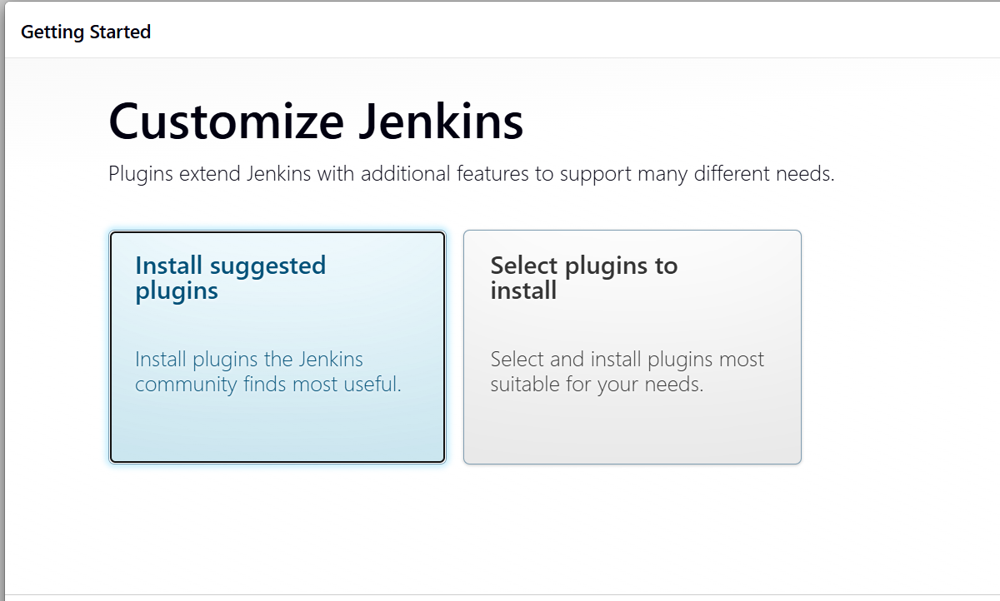 Getting Started
Customize Jenkins
Plugins extend Jenkins with additional features to support many different needs.
Install suggested
plugins
Install plugins the Jenkins
community finds most useful.
Select plugins to
install
Select and install plugins most
suitable for your needs.